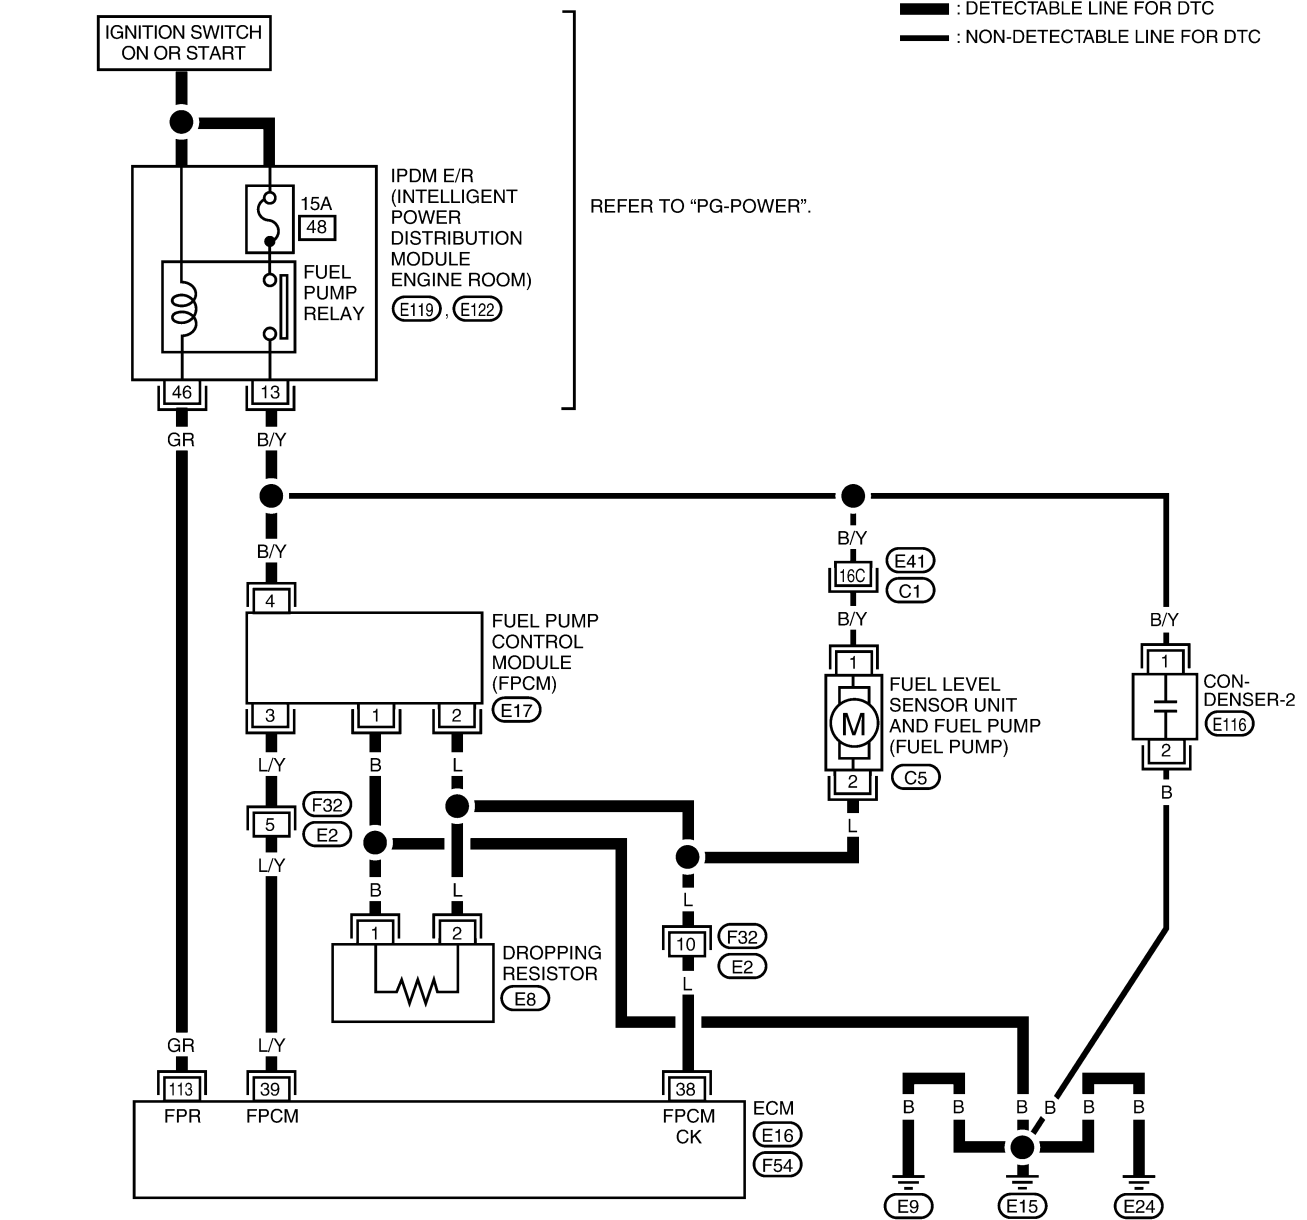 : DETECTABLE LINE FOR DTC
: NON-DETECTABLE LINE FOR DTC
IGNITION SWITCH
ON OR START
IPDM E/R
(INTELLIGENT
POWER
DISTRIBUTION
MODULE
ENGINE ROOM)
E119 , E122
REFER TO “PG-POWER”.
15A
48
FUEL
PUMP
RELAY
46
13
GR
B/Y
B/Y
4
FUEL PUMP
CONTROL
MODULE
(FPCM)
E17
3
1
2
B/Y
16C
E41
C1
B/Y
1
M
FUEL LEVEL
SENSOR UNIT
AND FUEL PUMP
(FUEL PUMP)
C5
2
L
B/Y
1
CON-
DENSER-2
E116
2
B
L/Y
B
L
5
F32
E2
L/Y
B
L
1
2
DROPPING
RESISTOR
E8
L
10
F32
E2
L
GR
L/Y
113
39
38
FPR
FPCM
FPCM
CK
ECM
E16
F54
B
B
B
B
B
B
E9
E15
E24